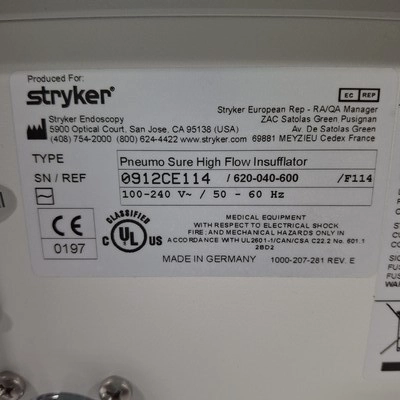 Produced For:
stryker®
EC REP
Stryker Endoscopy
5900 Optical Court, San Jose, CA 95138 (USA)
(408) 754-2000 (800) 624-4422 www.stryker.com
Stryker European Rep - RA/QA Manager
ZAC Satolas Green Pusignan
Av. De Satolas Green
69881 MEYZIEU Cedex France
TYPE Pneumo Sure High Flow Insufflator
SN / REF 0912CE114 / 620-040-600 /F114
100-240 V~ / 50 - 60 Hz
CE
0197
CLASSIFIED
UL
C US
MEDICAL EQUIPMENT
WITH RESPECT TO ELECTRICAL SHOCK
FIRE, AND MECHANICAL HAZARDS ONLY IN
ACCORDANCE WITH UL2601-1/CAN/CSA C22.2 No. 601.1
2BD2
MADE IN GERMANY 1000-207-281 REV. E